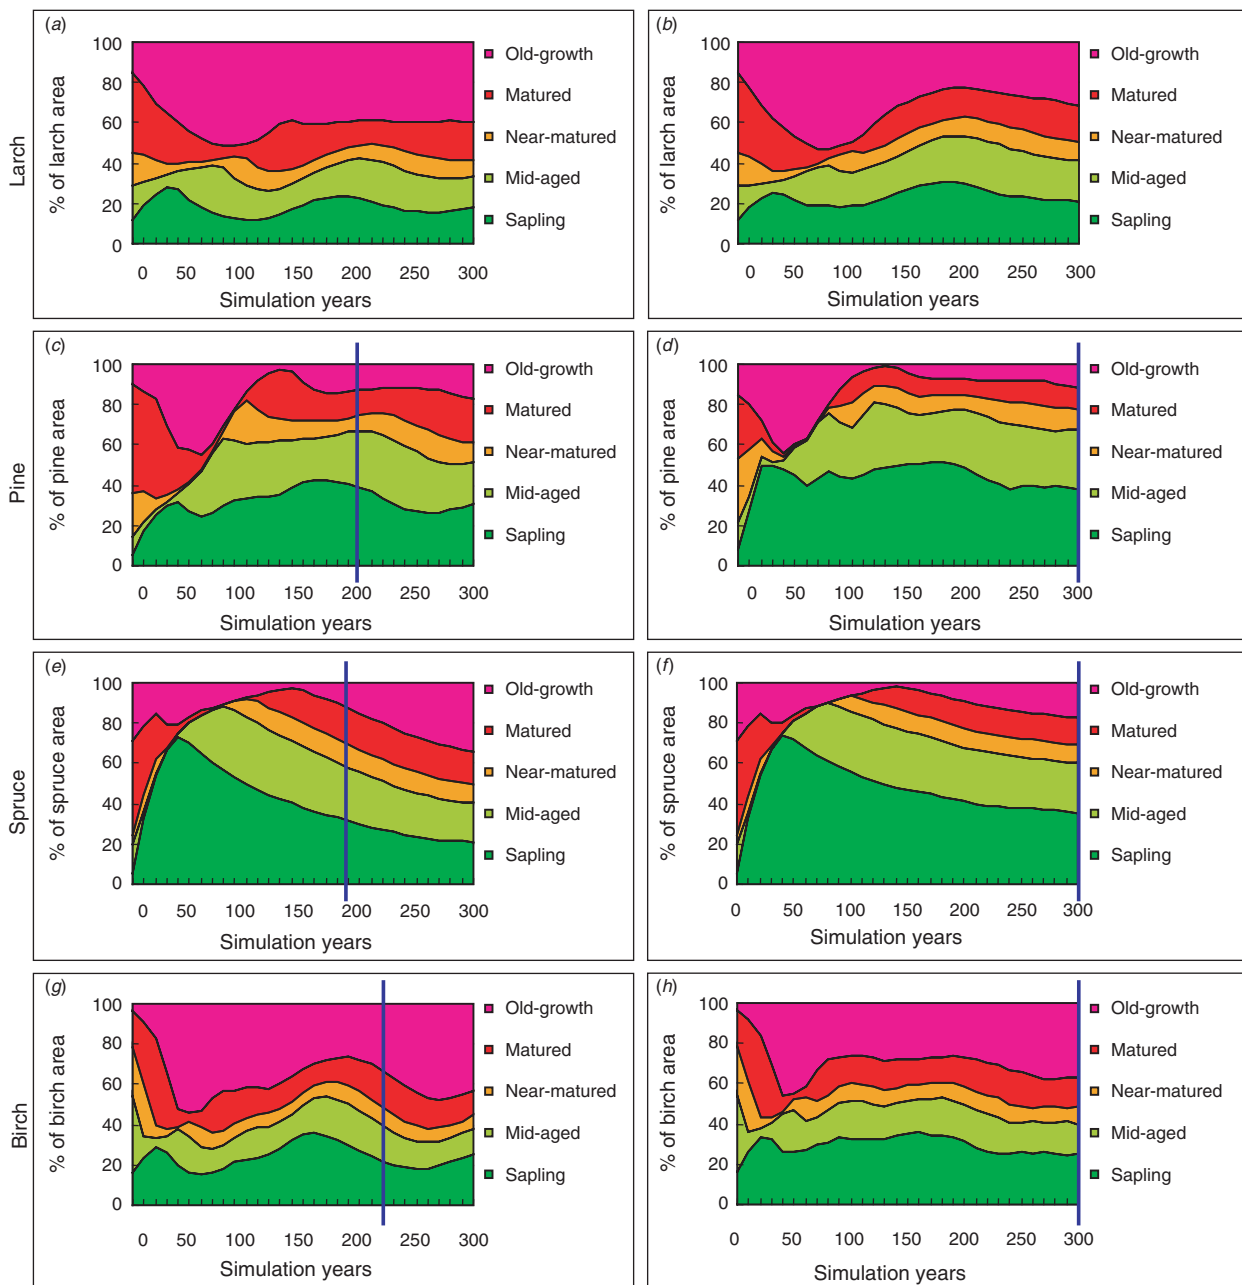 (a)
% of larch area
100
80
60
40
20
0
0 50 100 150 200 250 300
Simulation years
Old-growth
Matured
Near-matured
Mid-aged
Sapling
(b)
% of larch area
100
80
60
40
20
0
0 50 100 150 200 250 300
Simulation years
Old-growth
Matured
Near-matured
Mid-aged
Sapling
Larch
(c)
% of pine area
100
80
60
40
20
0
0 50 100 150 200 250 300
Simulation years
Old-growth
Matured
Near-matured
Mid-aged
Sapling
(d)
% of pine area
100
80
60
40
20
0
0 50 100 150 200 250 300
Simulation years
Old-growth
Matured
Near-matured
Mid-aged
Sapling
Pine
(e)
% of spruce area
100
80
60
40
20
0
0 50 100 150 200 250 300
Simulation years
Old-growth
Matured
Near-matured
Mid-aged
Sapling
(f)
% of spruce area
100
80
60
40
20
0
0 50 100 150 200 250 300
Simulation years
Old-growth
Matured
Near-matured
Mid-aged
Sapling
Spruce
(g)
% of birch area
100
80
60
40
20
0
0 50 100 150 200 250 300
Simulation years
Old-growth
Matured
Near-matured
Mid-aged
Sapling
(h)
% of birch area
100
80
60
40
20
0
0 50 100 150 200 250 300
Simulation years
Old-growth
Matured
Near-matured
Mid-aged
Sapling
Birch